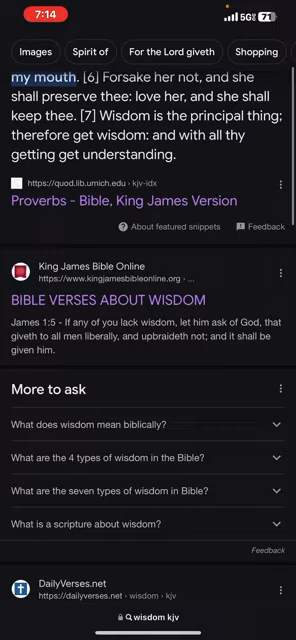 7:14
5G 71
Images
Spirit of
For the Lord giveth
Shopping
my mouth. [6] Forsake her not, and she
shall preserve thee: love her, and she shall
keep thee. [7] Wisdom is the principal thing;
therefore get wisdom: and with all thy
getting get understanding.
https://quod.lib.umich.edu › kjv-idx
Proverbs - Bible, King James Version
About featured snippets
Feedback
King James Bible Online
https://www.kingjamesbibleonline.org › ...
BIBLE VERSES ABOUT WISDOM
James 1:5 - If any of you lack wisdom, let him ask of God, that
giveth to all men liberally, and upbraideth not; and it shall be
given him.
More to ask
What does wisdom mean biblically?
What are the 4 types of wisdom in the Bible?
What are the seven types of wisdom in Bible?
What is a scripture about wisdom?
Feedback
DailyVerses.net
https://dailyverses.net › wisdom › kjv
wisdom kjv